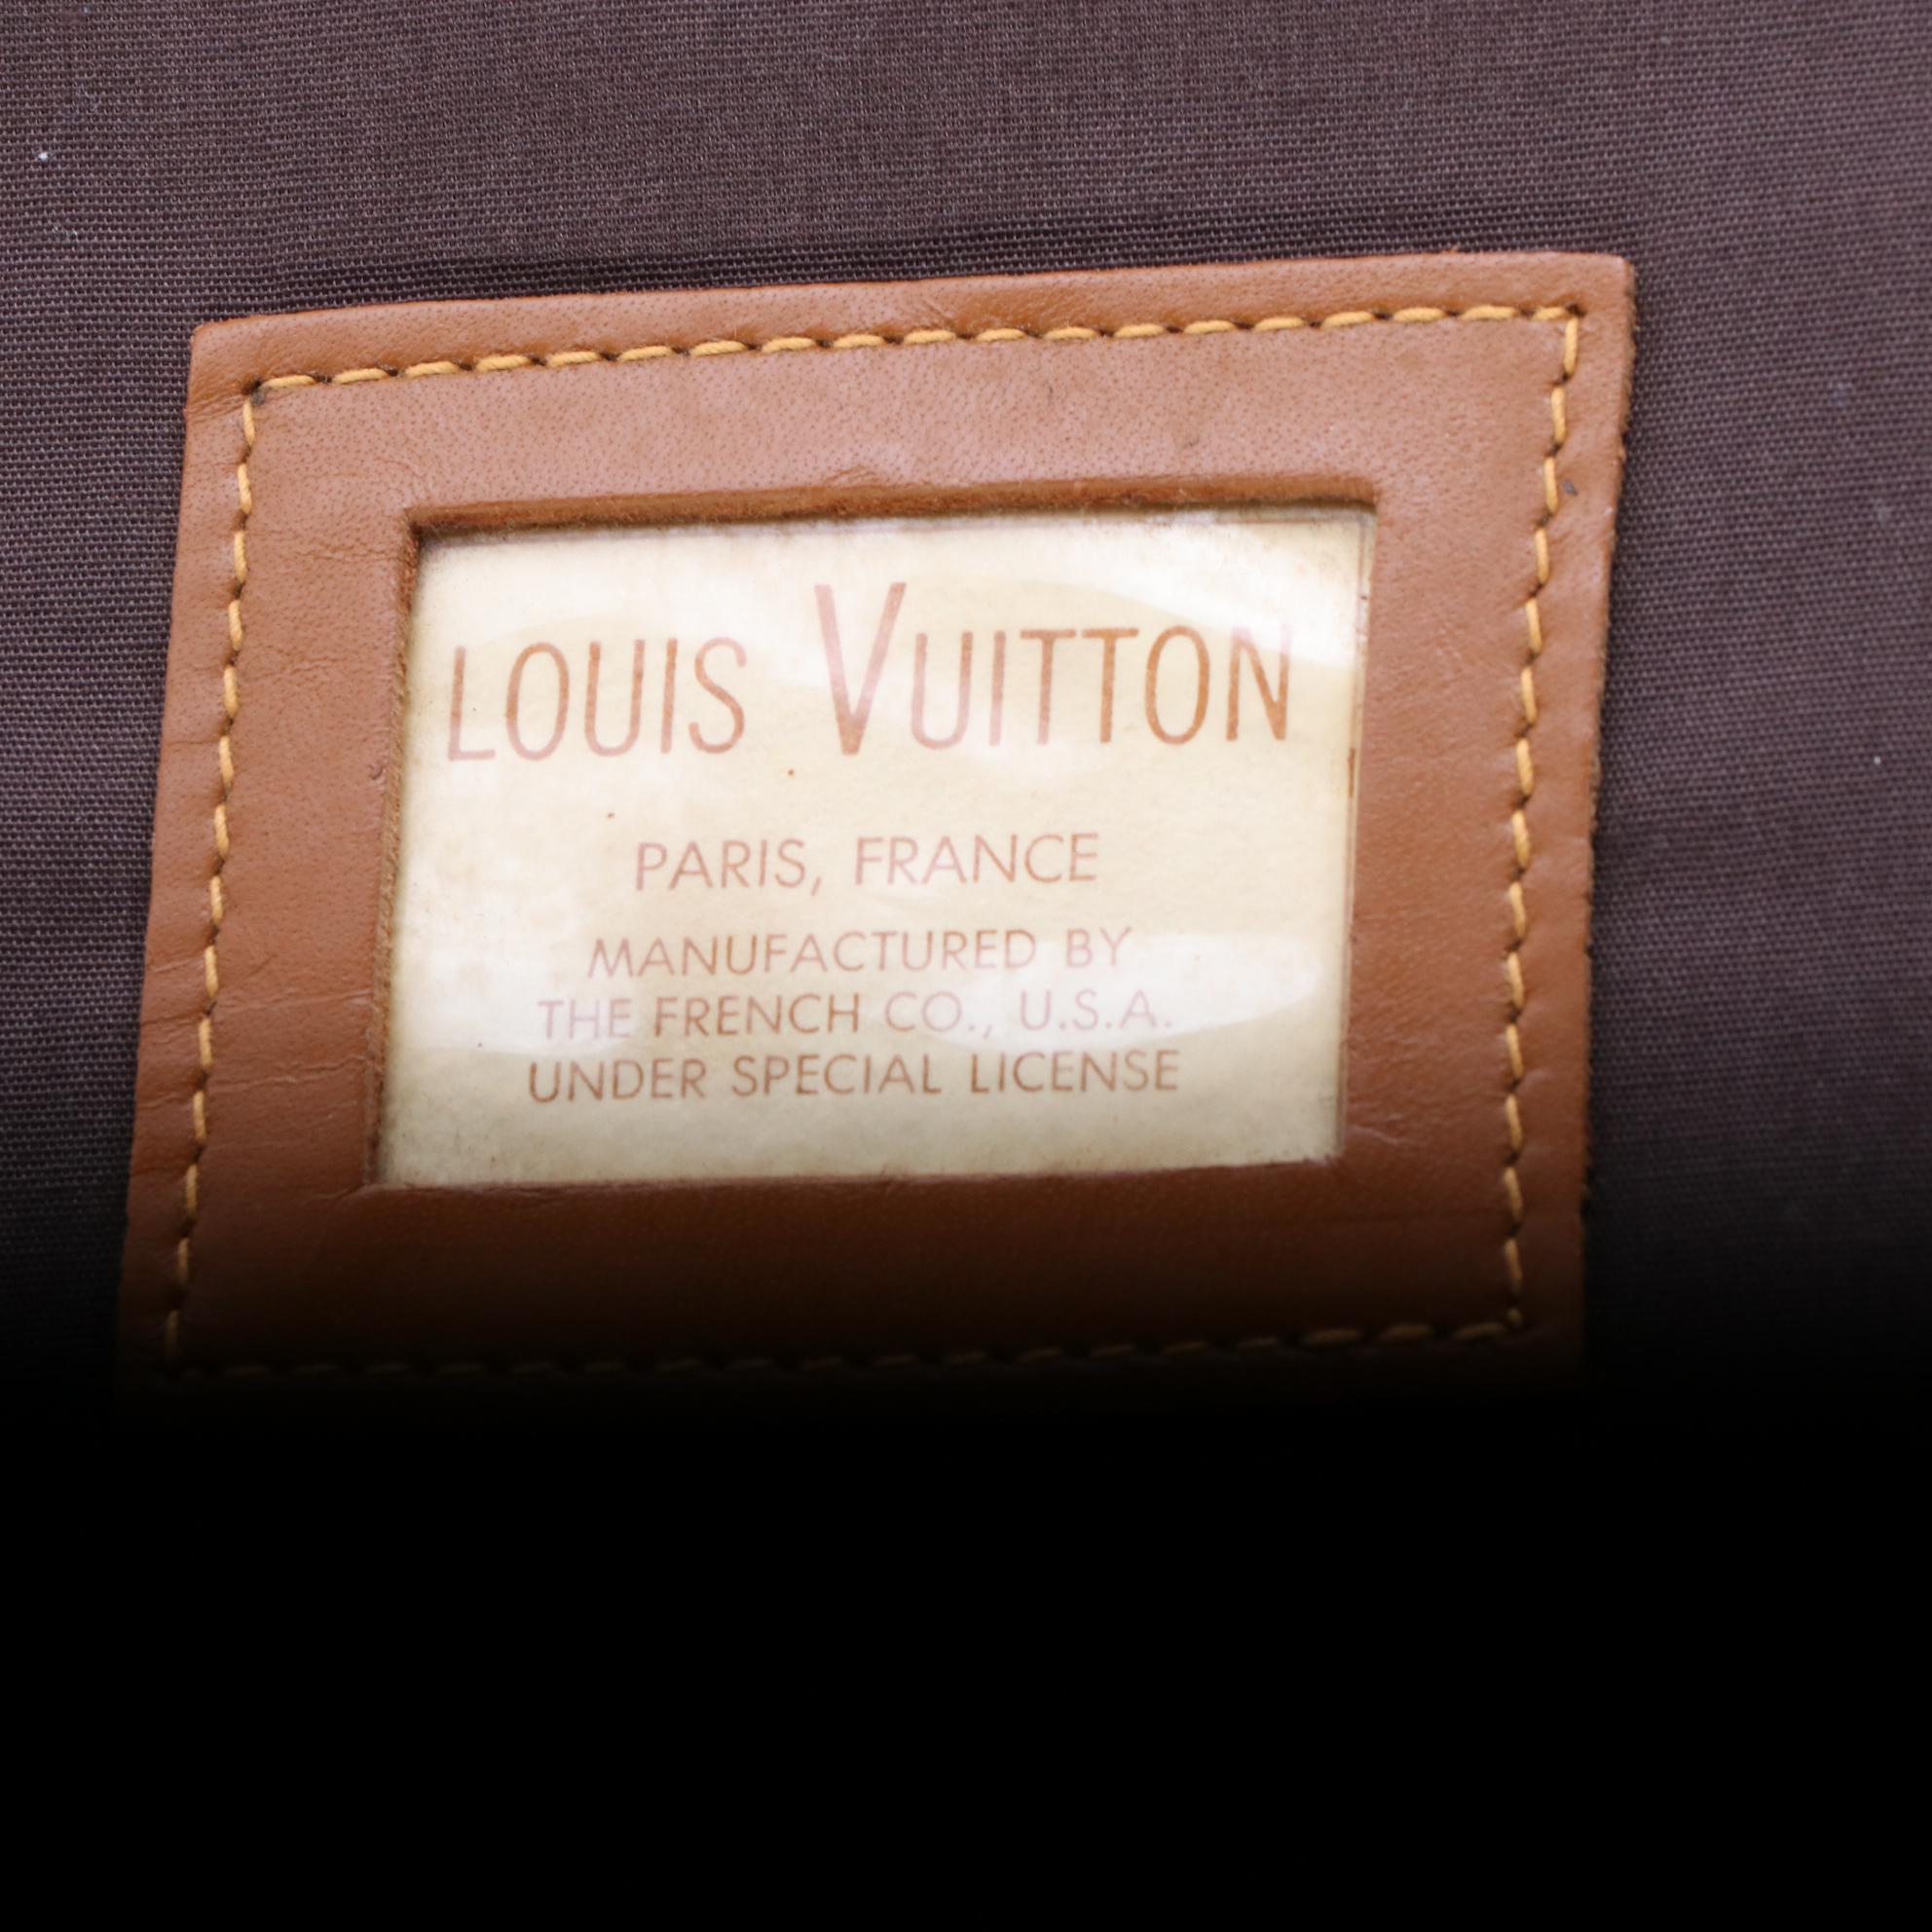 LOUIS VUITTON
PARIS, FRANCE
MANUFACTURED BY
THE FRENCH CO., U.S.A.
UNDER SPECIAL LICENSE